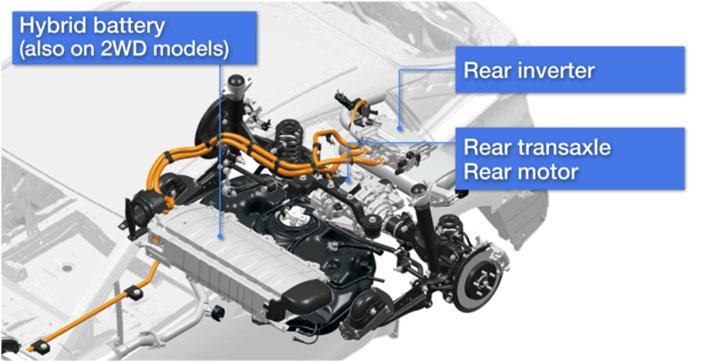 Hybrid battery
(also on 2WD models)
Rear inverter
Rear transaxle
Rear motor